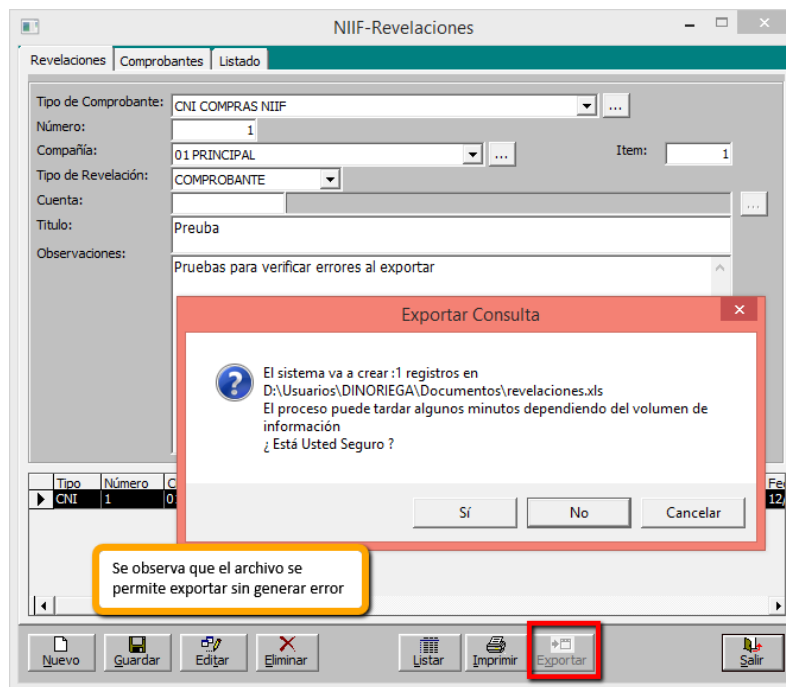 NIIF-Revelaciones
Revelaciones Comprobantes Listado
Tipo de Comprobante: CNI COMPRAS NIIF ...
Número: 1
Compañía: 01 PRINCIPAL ... Item: 1
Tipo de Revelación: COMPROBANTE
Cuenta: ...
Titulo: Preuba
Observaciones: Pruebas para verificar errores al exportar
Exportar Consulta
El sistema va a crear :1 registros en
D:\Usuarios\DINORIEGA\Documentos\revelaciones.xls
El proceso puede tardar algunos minutos dependiendo del volumen de
información
¿ Está Usted Seguro ?
Sí No Cancelar
Tipo Número
CNI 1
12/
Se observa que el archivo se
permite exportar sin generar error
Nuevo Guardar Editar Eliminar Listar Imprimir Exportar Salir